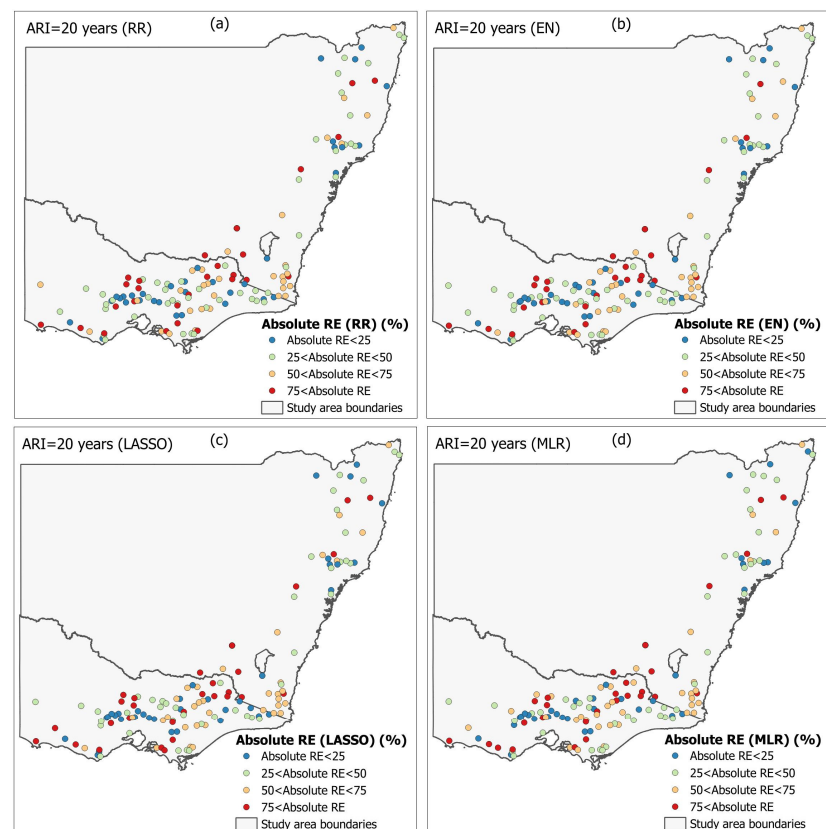 ARI=20 years (RR)
(a)
Absolute RE (RR) (%)
Absolute RE<25
25<Absolute RE<50
50<Absolute RE<75
75<Absolute RE
Study area boundaries
ARI=20 years (EN)
(b)
Absolute RE (EN) (%)
Absolute RE<25
25<Absolute RE<50
50<Absolute RE<75
75<Absolute RE
Study area boundaries
ARI=20 years (LASSO)
(c)
Absolute RE (LASSO) (%)
Absolute RE<25
25<Absolute RE<50
50<Absolute RE<75
75<Absolute RE
Study area boundaries
ARI=20 years (MLR)
(d)
Absolute RE (MLR) (%)
Absolute RE<25
25<Absolute RE<50
50<Absolute RE<75
75<Absolute RE
Study area boundaries